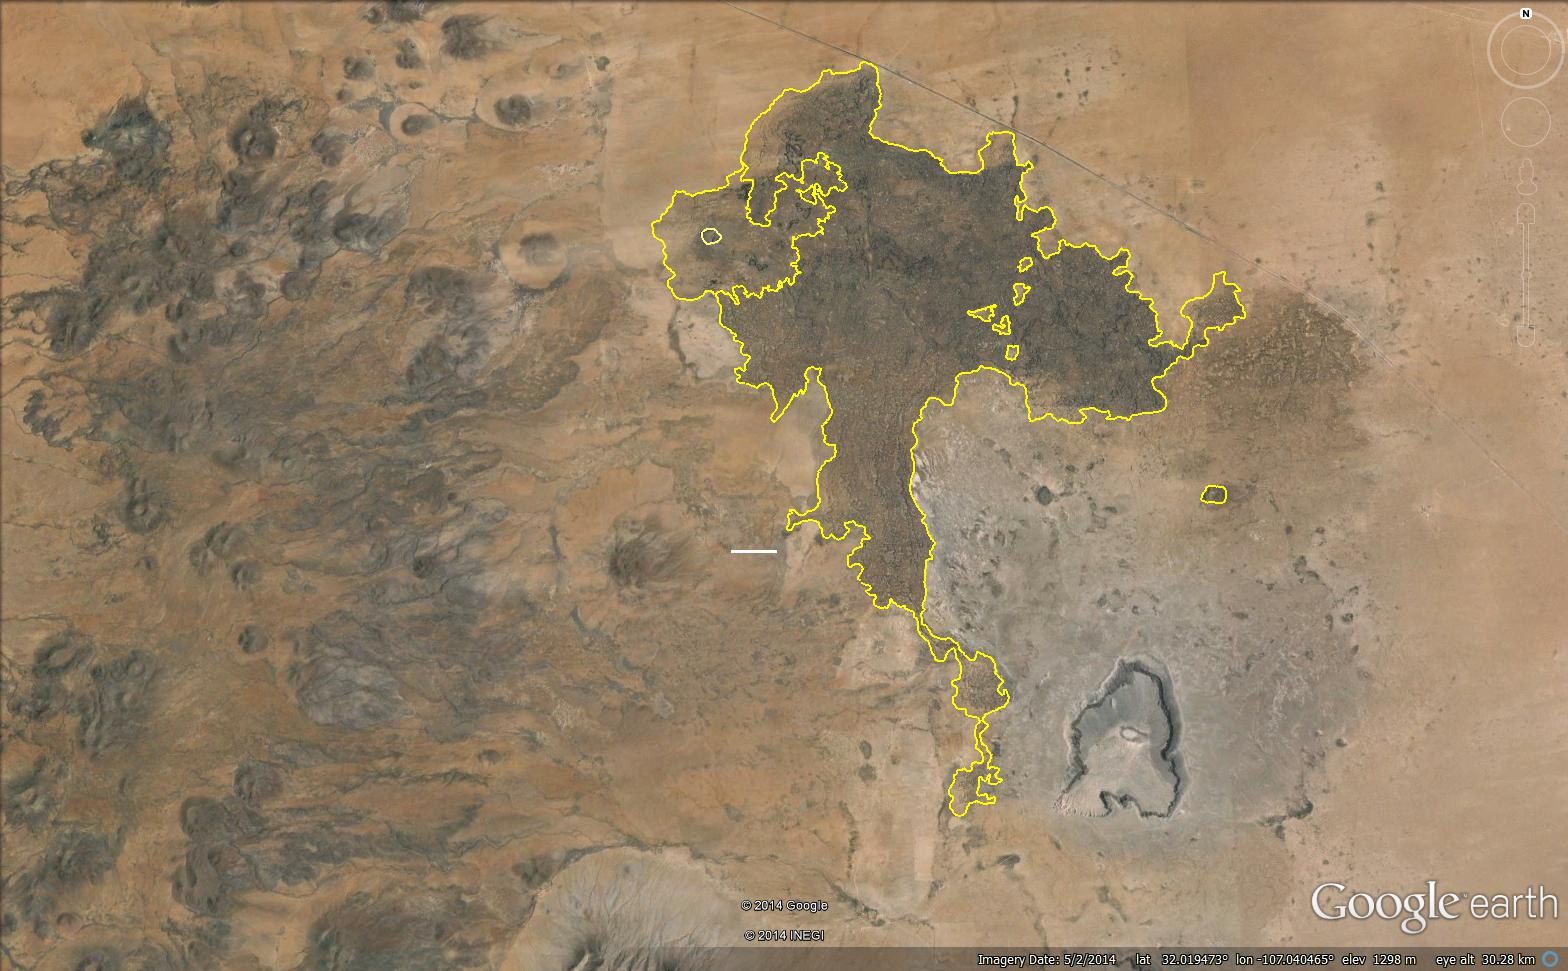 N
© 2014 Google
© 2014 INEGI
Google earth
Imagery Date: 5/2/2014 lat 32.019473° lon -107.040465° elev 1298 m eye alt 30.28 km